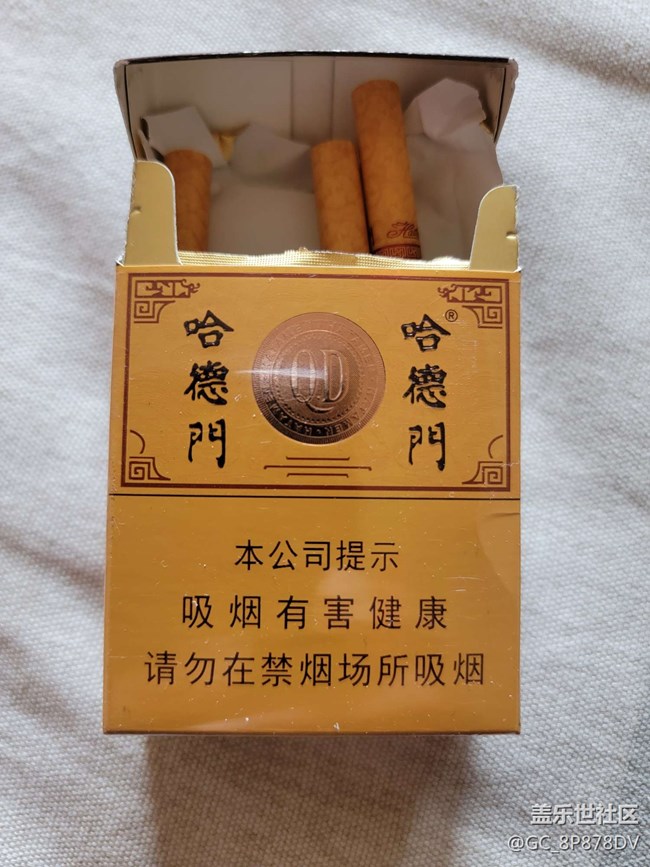 哈德門
QD
哈德門®
本公司提示
吸烟有害健康
请勿在禁烟场所吸烟
盖乐世社区
@GC_8P878DV